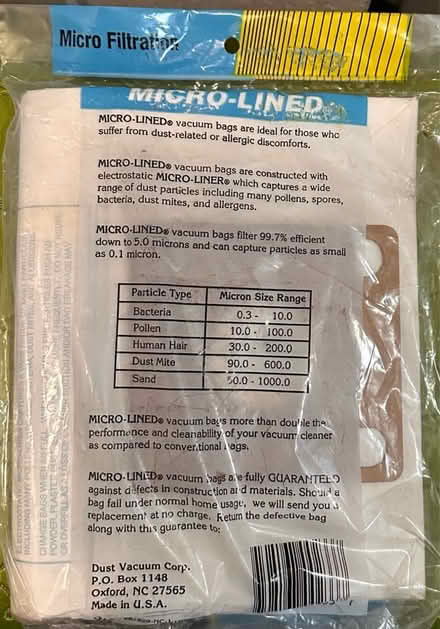 Micro Filtration
MICRO-LINED®
MICRO-LINED® vacuum bags are ideal for those who
suffer from dust-related or allergic discomforts.
MICRO-LINED® vacuum bags are constructed with
electrostatic MICRO-LINER® which captures a wide
range of dust particles including many pollens, spores,
bacteria, dust mites, and allergens.
MICRO-LINED® vacuum bags filter 99.7% efficient
down to 5.0 microns and can capture particles as small
as 0.1 micron.
Particle Type Micron Size Range
Bacteria 0.3 - 10.0
Pollen 10.0 - 100.0
Human Hair 30.0 - 200.0
Dust Mite 90.0 - 600.0
Sand 50.0 - 1000.0
MICRO-LINED® vacuum bags more than double the
performance and cleanability of your vacuum cleaner
as compared to conventional bags.
MICRO-LINED® vacuum bags are fully GUARANTEED
against defects in construction and materials. Should a
bag fail under normal home usage, we will send you a
replacement at no charge. Return the defective bag
along with this guarantee to:
Dust Vacuum Corp.
P.O. Box 1148
Oxford, NC 27565
Made in U.S.A.